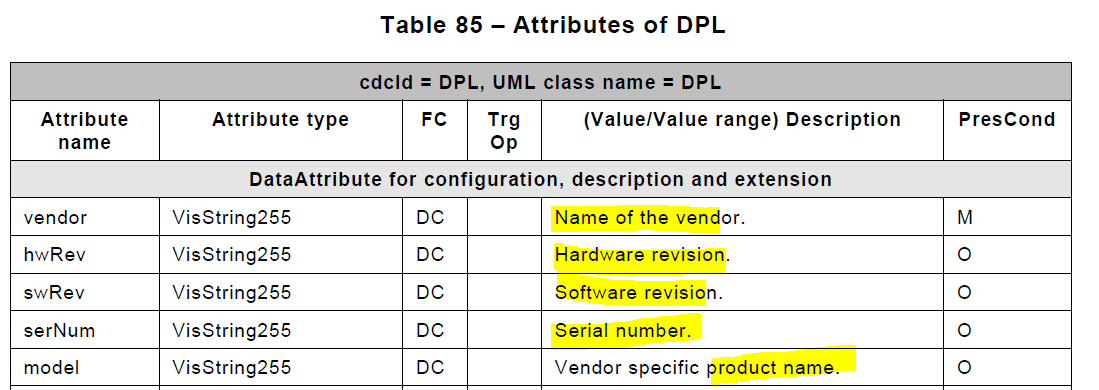 Table 85 – Attributes of DPL
cdcId = DPL, UML class name = DPL
Attribute name Attribute type FC Trg Op (Value/Value range) Description PresCond
DataAttribute for configuration, description and extension
vendor VisString255 DC Name of the vendor. M
hwRev VisString255 DC Hardware revision. O
swRev VisString255 DC Software revision. O
serNum VisString255 DC Serial number. O
model VisString255 DC Vendor specific product name. O